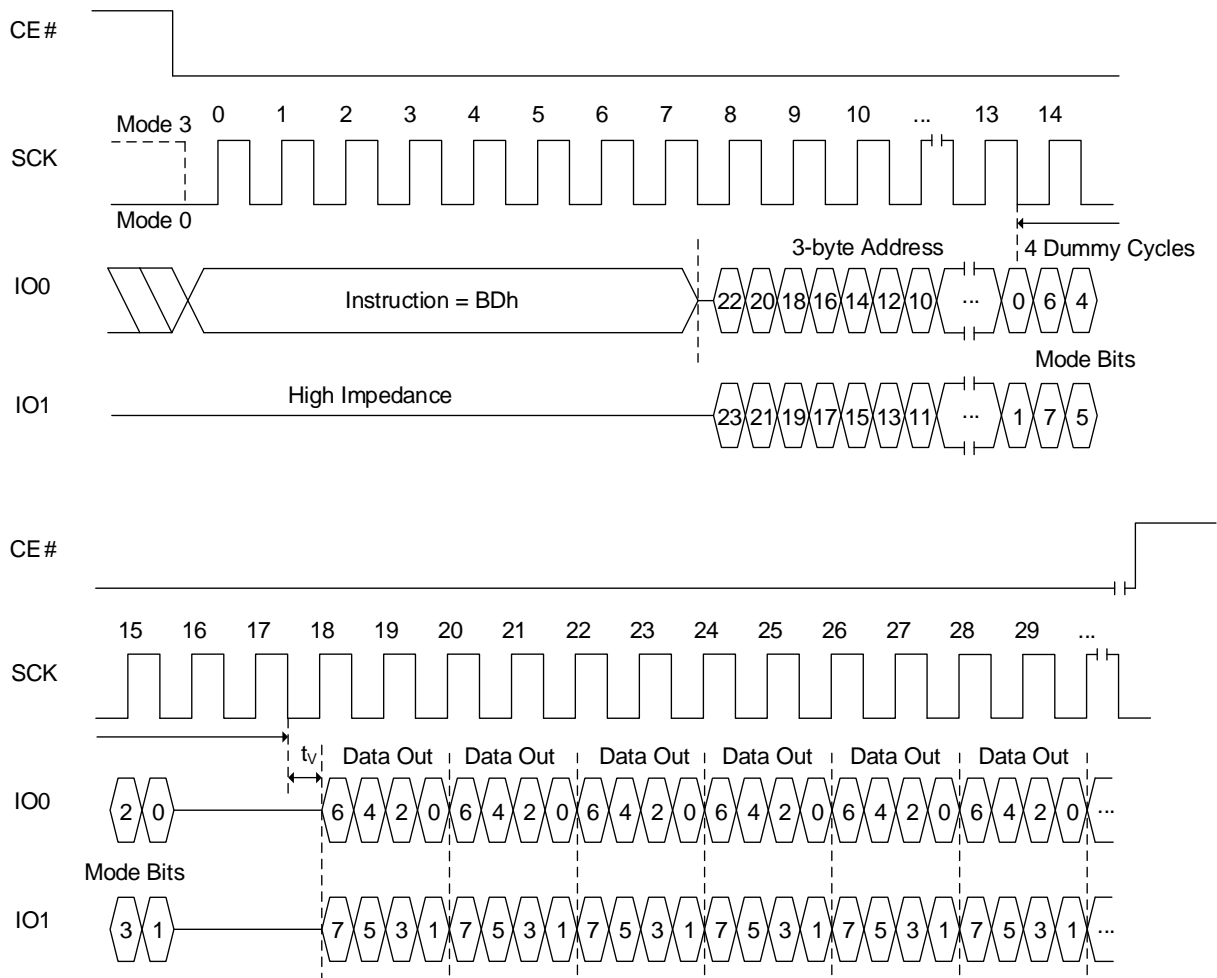 CE#
0 1 2 3 4 5 6 7 8 9 10 ... 13 14
Mode 3
SCK
Mode 0
3-byte Address 4 Dummy Cycles
IO0 Instruction = BDh 22 20 18 16 14 12 10 ... 0 6 4
Mode Bits
High Impedance
IO1 23 21 19 17 15 13 11 ... 1 7 5
CE#
15 16 17 18 19 20 21 22 23 24 25 26 27 28 29 ...
SCK
tV Data Out Data Out Data Out Data Out Data Out Data Out
IO0 2 0 6 4 2 0 6 4 2 0 6 4 2 0 6 4 2 0 6 4 2 0 6 4 2 0 ...
Mode Bits
IO1 3 1 7 5 3 1 7 5 3 1 7 5 3 1 7 5 3 1 7 5 3 1 7 5 3 1 ...